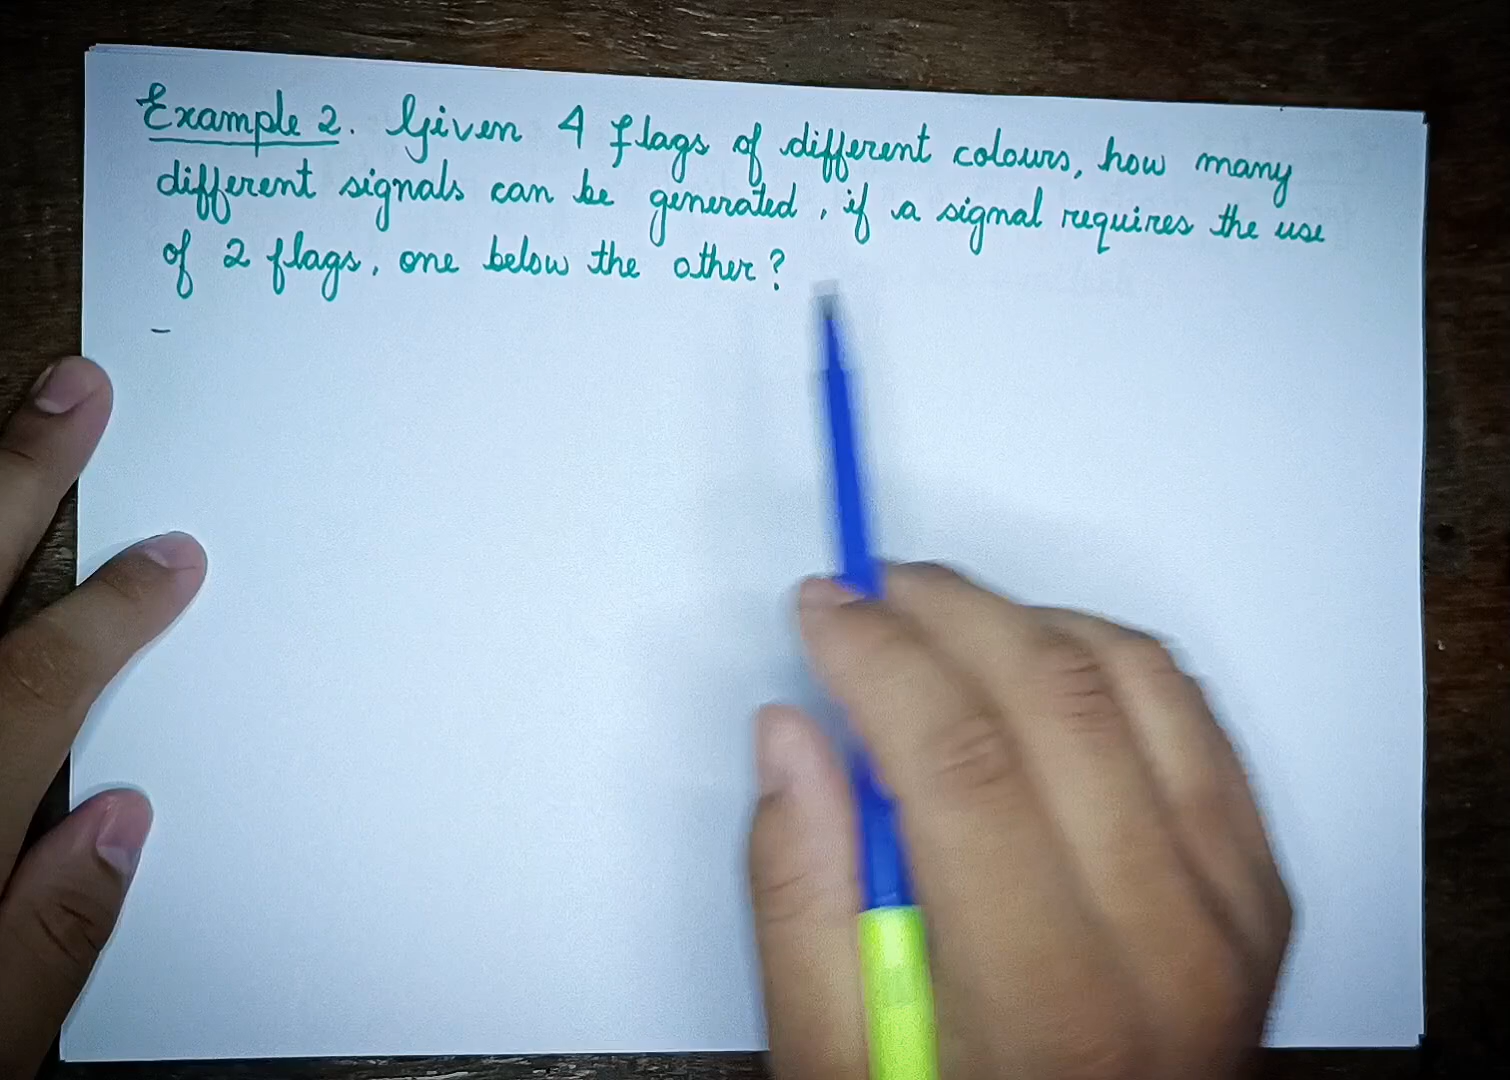 Example 2. Given 4 flags of different colours, how many
different signals can be generated, if a signal requires the use
of 2 flags, one below the other?
-